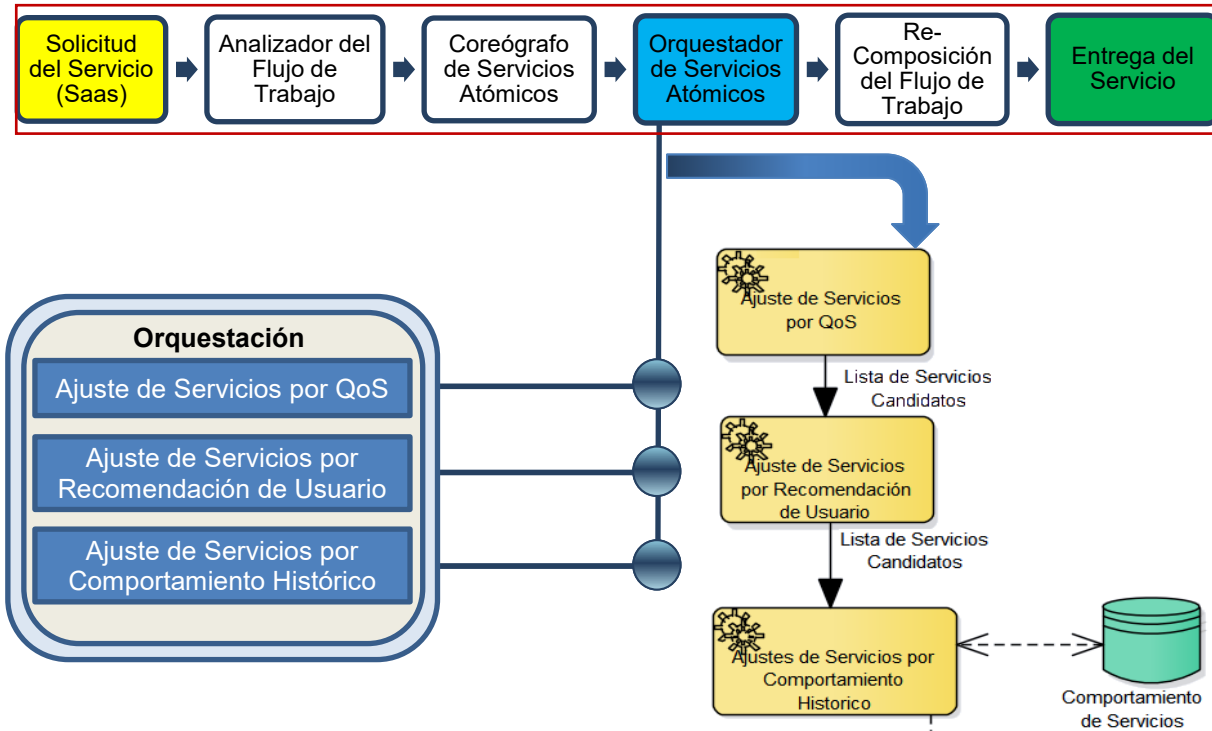 Solicitud
del Servicio
(Saas)
Analizador del
Flujo de
Trabajo
Coreógrafo
de Servicios
Atómicos
Orquestador
de Servicios
Atómicos
Re-
Composición
del Flujo de
Trabajo
Entrega del
Servicio
Orquestación
Ajuste de Servicios por QoS
Ajuste de Servicios por
Recomendación de Usuario
Ajuste de Servicios por
Comportamiento Histórico
Ajuste de Servicios
por QoS
Lista de Servicios
Candidatos
Ajuste de Servicios
por Recomendación
de Usuario
Lista de Servicios
Candidatos
Ajustes de Servicios por
Comportamiento
Historico
Comportamiento
de Servicios